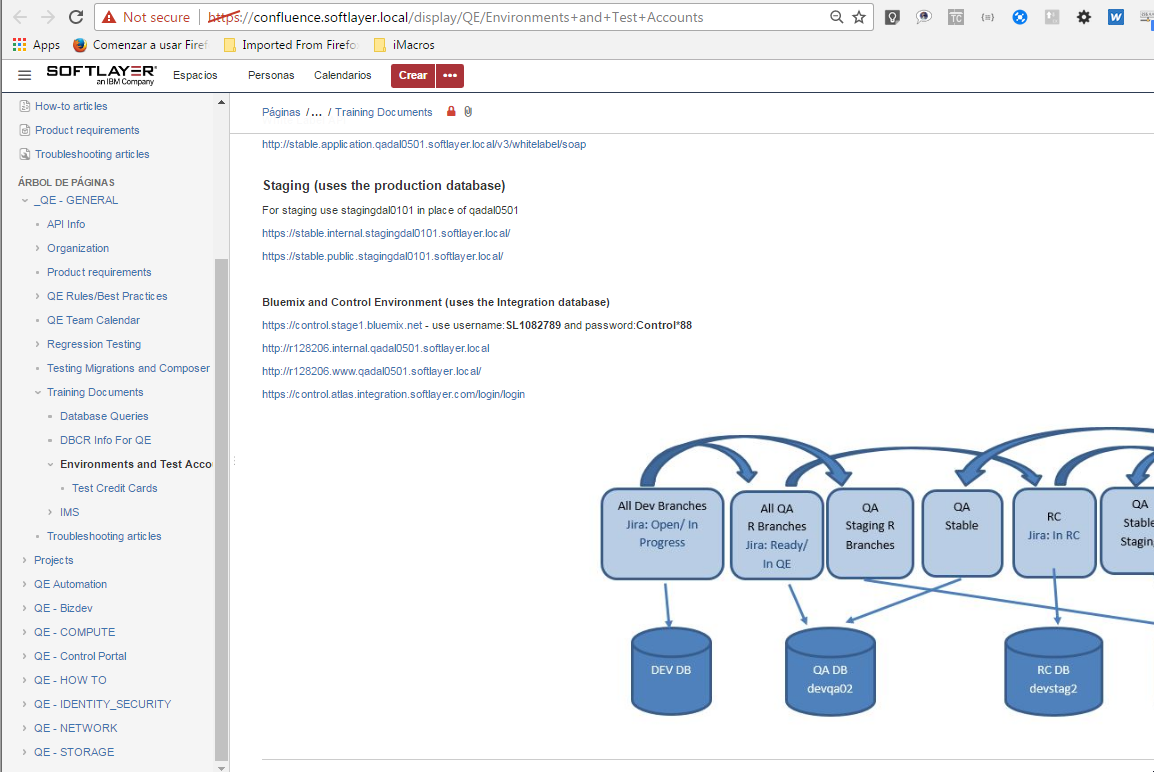 Not secure https://confluence.softlayer.local/display/QE/Environments+and+Test+Accounts
Apps Comenzar a usar Firef Imported From Firefo iMacros
SOFTLAYER®
an IBM Company
Espacios Personas Calendarios Crear •••
How-to articles
Product requirements
Troubleshooting articles
ÁRBOL DE PÁGINAS
_QE - GENERAL
API Info
Organization
Product requirements
QE Rules/Best Practices
QE Team Calendar
Regression Testing
Testing Migrations and Composer
Training Documents
Database Queries
DBCR Info For QE
Environments and Test Acco
Test Credit Cards
IMS
Troubleshooting articles
Projects
QE Automation
QE - Bizdev
QE - COMPUTE
QE - Control Portal
QE - HOW TO
QE - IDENTITY_SECURITY
QE - NETWORK
QE - STORAGE
Páginas /... / Training Documents
http://stable.application.qadal0501.softlayer.local/v3/whitelabel/soap
Staging (uses the production database)
For staging use stagingdal0101 in place of qadal0501
https://stable.internal.stagingdal0101.softlayer.local/
https://stable.public.stagingdal0101.softlayer.local/
Bluemix and Control Environment (uses the Integration database)
https://control.stage1.bluemix.net - use username:SL1082789 and password:Control*88
http://r128206.internal.qadal0501.softlayer.local
http://r128206.www.qadal0501.softlayer.local/
https://control.atlas.integration.softlayer.com/login/login
All Dev Branches
Jira: Open/ In
Progress
All QA
R Branches
Jira: Ready/
In QE
QA
Staging R
Branches
QA
Stable
RC
Jira: In RC
QA
Stable
Staging
DEV DB
QA DB
devqa02
RC DB
devstag2